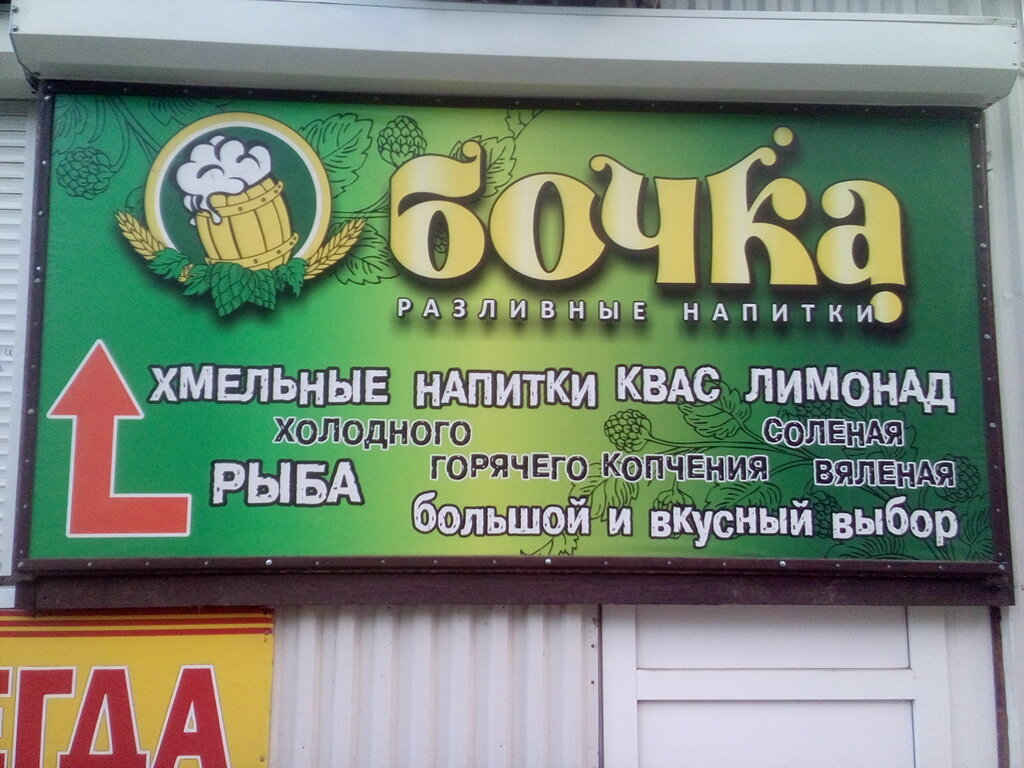 бочка
РАЗЛИВНЫЕ НАПИТКИ
ХМЕЛЬНЫЕ НАПИТКИ КВАС ЛИМОНАД
ХОЛОДНОГО СОЛЕНАЯ
РЫБА ГОРЯЧЕГО КОПЧЕНИЯ ВЯЛЕНАЯ
большой и вкусный выбор
ЕГДА